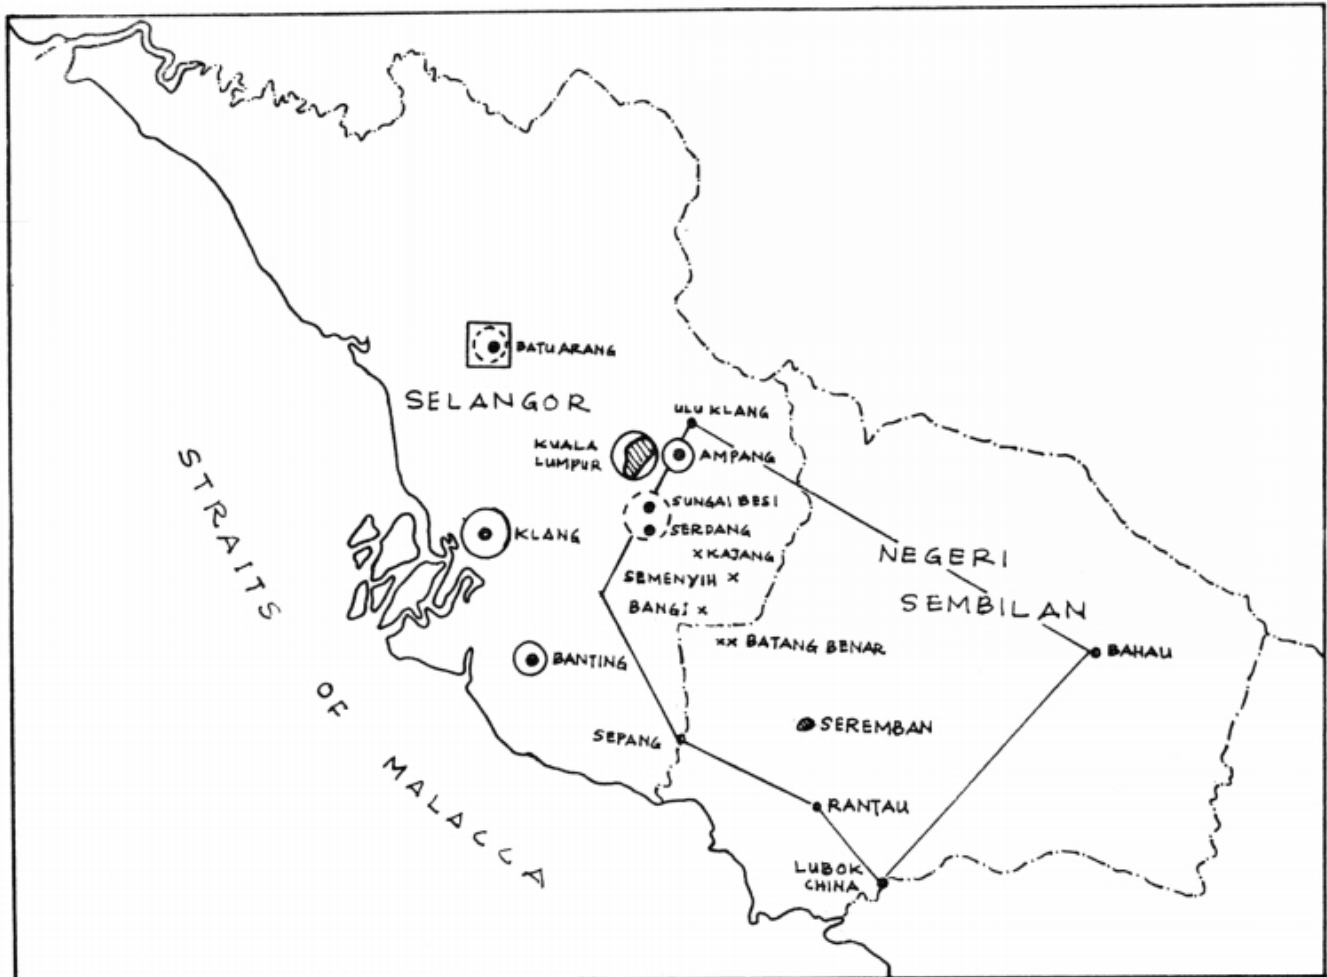 BATU ARANG
SELANGOR
ULU KLANG
KUALA
LUMPUR
AMPANG
SUNGAI BESI
KLANG
SERDANG
KAJANG
SEMENYIH
BANGI
NEGERI
SEMBILAN
BATANG BENAR
BANTING
BAHAU
SEREMBAN
SEPANG
RANTAU
LUBOK
CHINA
STRAITS OF MALACCA